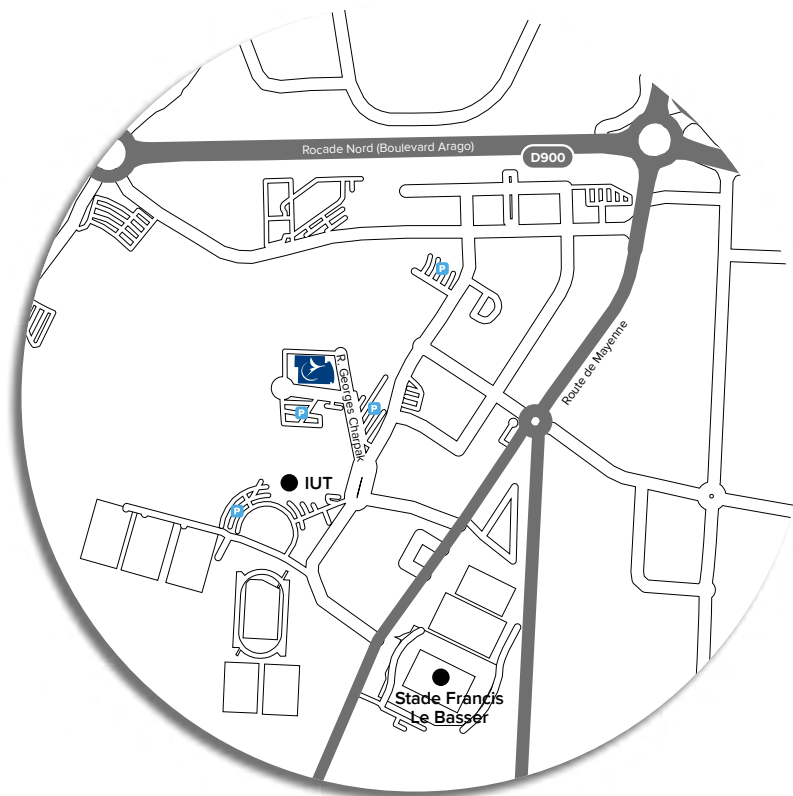 Rocade Nord (Boulevard Arago)
D900
P
Route de Mayenne
R. Georges Charpak
P
P
IUT
P
Stade Francis
Le Basser